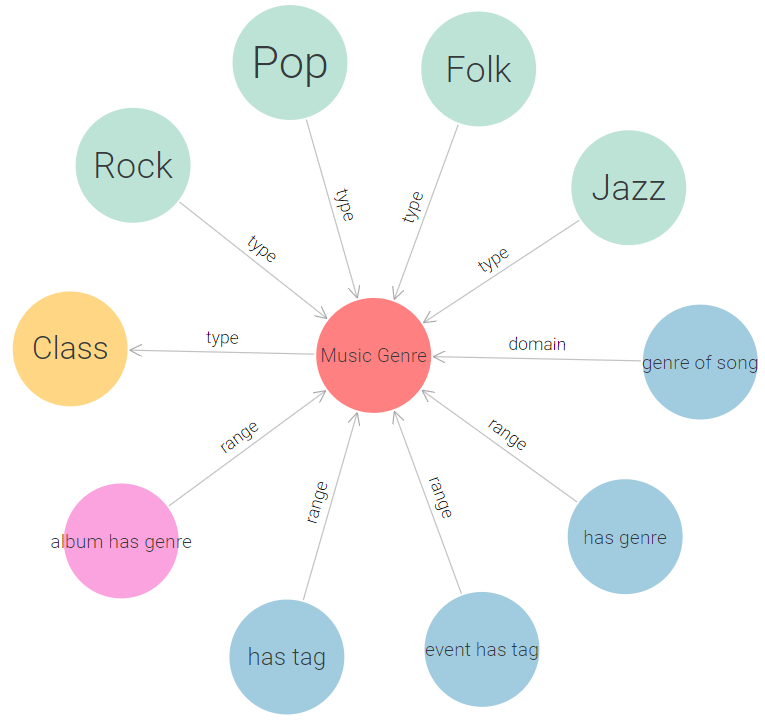 Pop
Folk
Rock
Jazz
type
type
type
type
Class
type
Music Genre
domain
genre of song
range
range
range
range
album has genre
has genre
has tag
event has tag